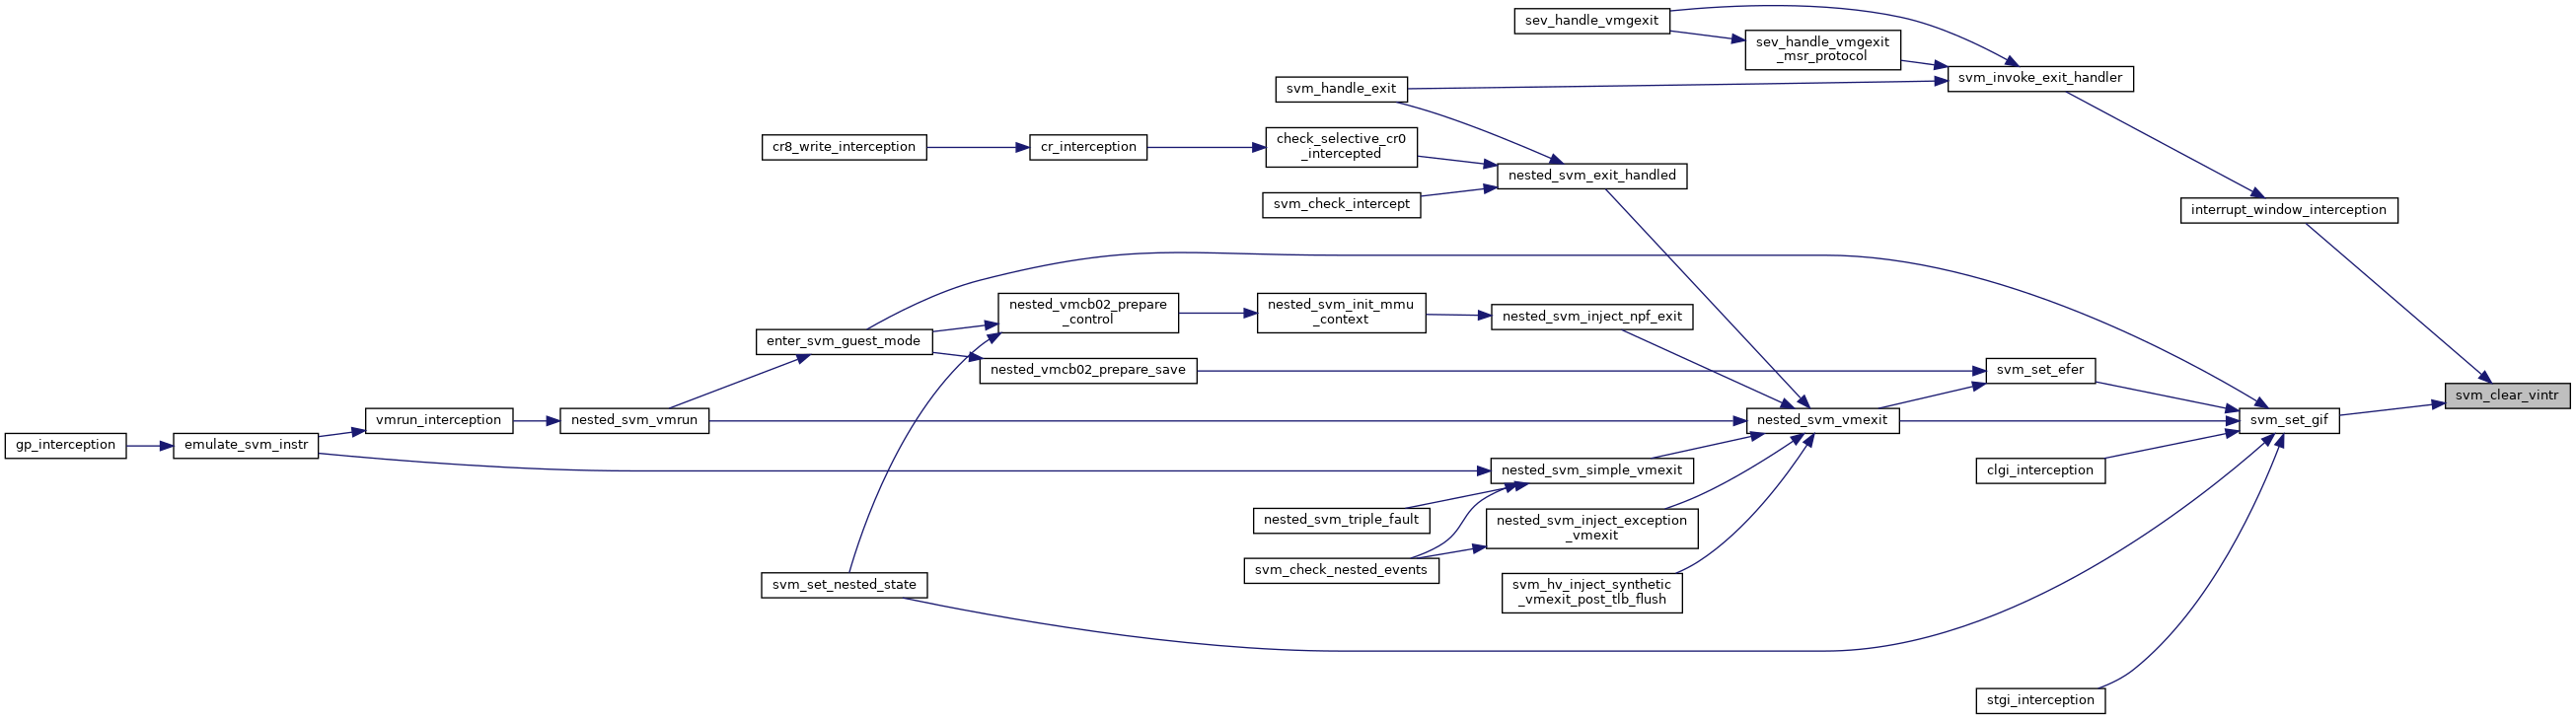 sev_handle_vmgexit
sev_handle_vmgexit
_msr_protocol
svm_invoke_exit_handler
svm_handle_exit
check_selective_cr0
_intercepted
cr_interception
cr8_write_interception
nested_svm_exit_handled
svm_check_intercept
interrupt_window_interception
nested_vmcb02_prepare
_control
nested_svm_init_mmu
_context
nested_svm_inject_npf_exit
enter_svm_guest_mode
nested_vmcb02_prepare_save
svm_set_efer
svm_clear_vintr
vmrun_interception
nested_svm_vmrun
nested_svm_vmexit
svm_set_gif
gp_interception
emulate_svm_instr
nested_svm_simple_vmexit
clgi_interception
nested_svm_triple_fault
nested_svm_inject_exception
_vmexit
svm_check_nested_events
svm_set_nested_state
svm_hv_inject_synthetic
_vmexit_post_tlb_flush
stgi_interception